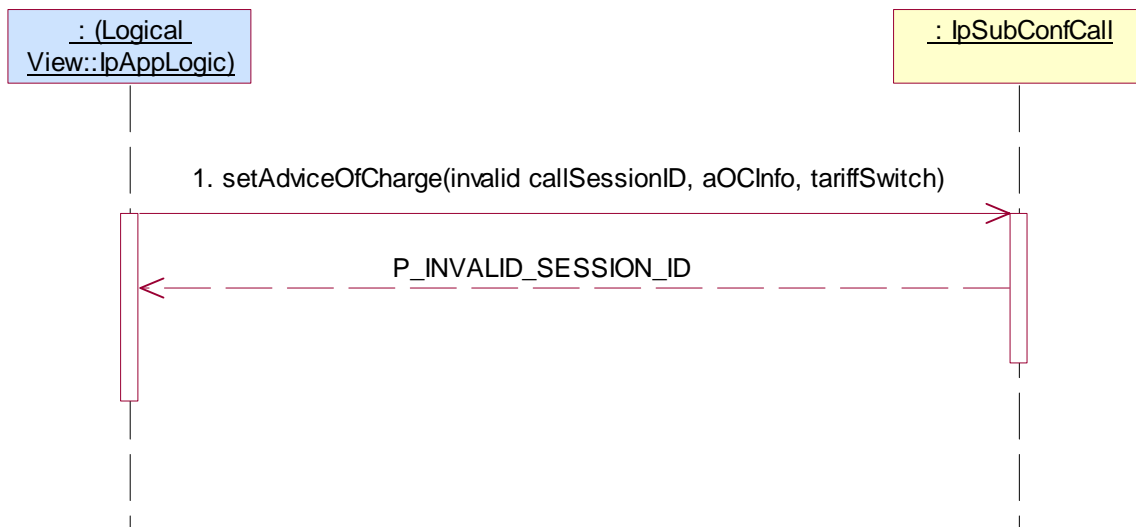 : (Logical
View::IpAppLogic)
: IpSubConfCall
1. setAdviceOfCharge(invalid callSessionID, aOCInfo, tariffSwitch)
P_INVALID_SESSION_ID